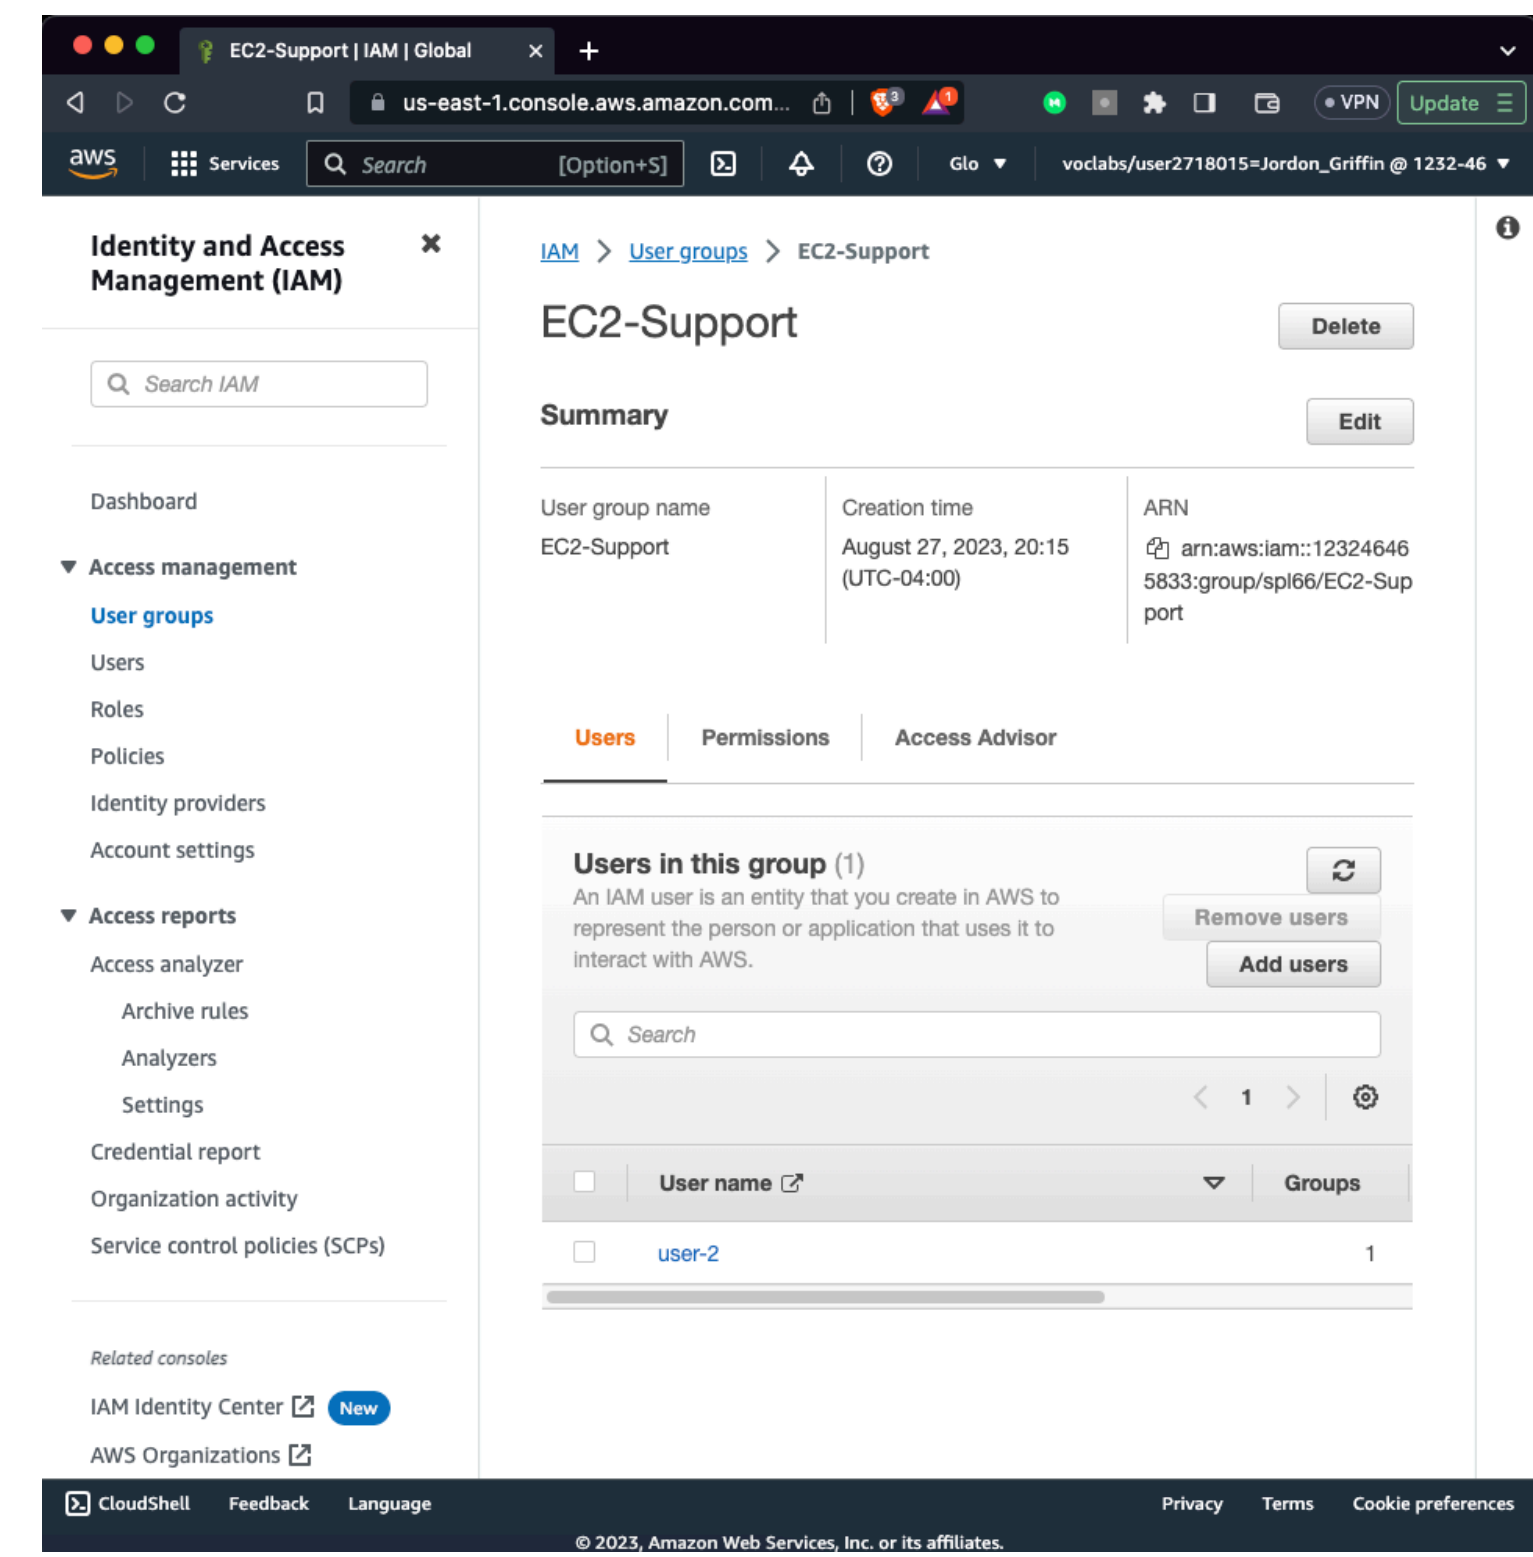 EC2-Support | IAM | Global
us-east-1.console.aws.amazon.com...
3
1
VPN
Update
aws
Services
Search
[Option+S]
Glo
voclabs/user2718015=Jordon_Griffin @ 1232-46
Identity and Access
Management (IAM)
Search IAM
Dashboard
Access management
User groups
Users
Roles
Policies
Identity providers
Account settings
Access reports
Access analyzer
Archive rules
Analyzers
Settings
Credential report
Organization activity
Service control policies (SCPs)
Related consoles
IAM Identity Center
New
AWS Organizations
IAM > User groups > EC2-Support
EC2-Support
Delete
Summary
Edit
User group name
EC2-Support
Creation time
August 27, 2023, 20:15
(UTC-04:00)
ARN
arn:aws:iam::12324646
5833:group/spl66/EC2-Sup
port
Users
Permissions
Access Advisor
Users in this group (1)
An IAM user is an entity that you create in AWS to
represent the person or application that uses it to
interact with AWS.
Remove users
Add users
Search
1
User name
Groups
user-2
1
CloudShell
Feedback
Language
Privacy
Terms
Cookie preferences
© 2023, Amazon Web Services, Inc. or its affiliates.